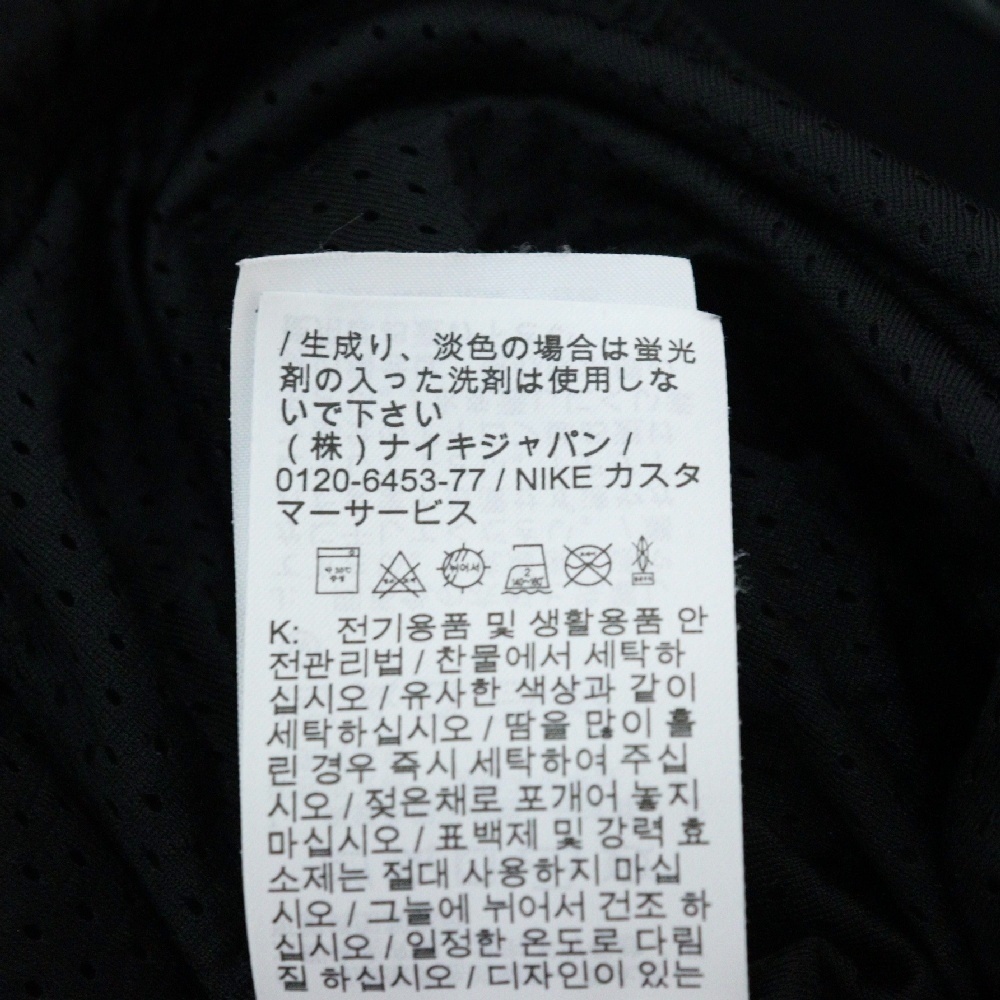 / 生成り、淡色の場合は蛍光
剤の入った洗剤は使用しな
いで下さい
(株)ナイキジャパン /
0120-6453-77 / NIKE カスタ
マーサービス
뉘어서
2
K: 전기용품 및 생활용품 안
전관리법 / 찬물에서 세탁하
십시오 / 유사한 색상과 같이
세탁하십시오 / 땀을 많이 흘
린 경우 즉시 세탁하여 주십
시오 / 젖은채로 포개어 놓지
마십시오 / 표백제 및 강력 효
소제는 절대 사용하지 마십
시오 / 그늘에 뉘어서 건조 하
십시오 / 일정한 온도로 다림
질 하십시오 / 디자인이 있는